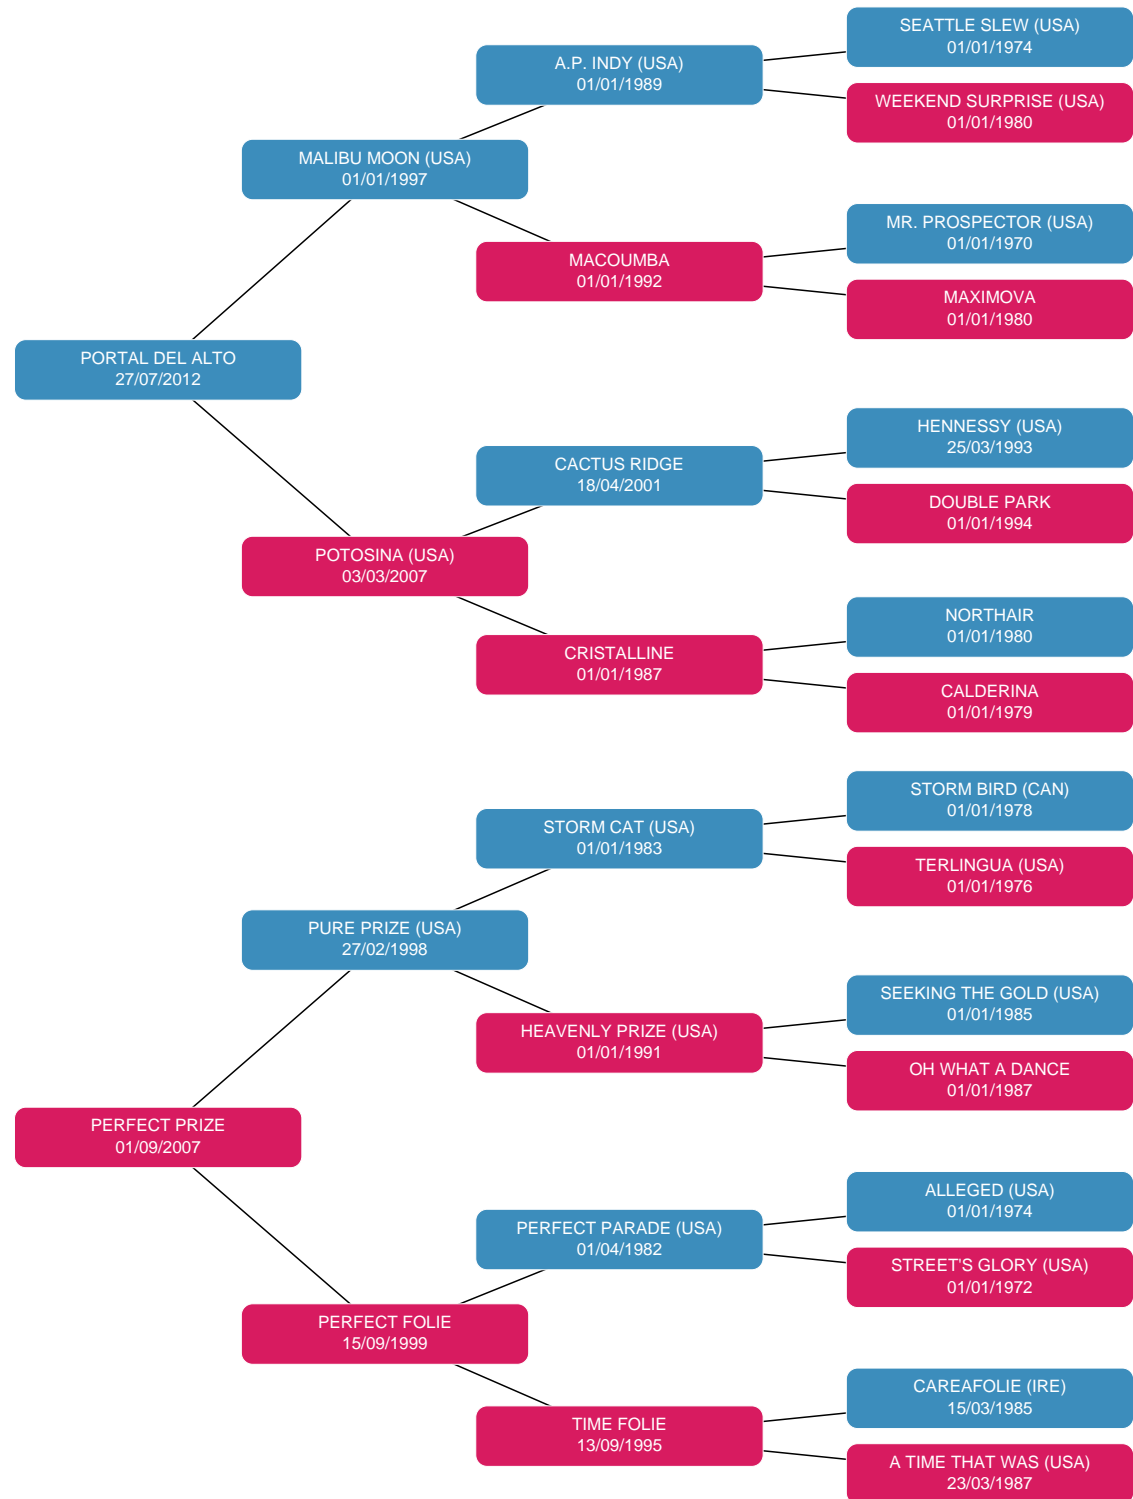 SEATTLE SLEW (USA)
01/01/1974
A.P. INDY (USA)
01/01/1989
WEEKEND SURPRISE (USA)
01/01/1980
MALIBU MOON (USA)
01/01/1997
MR. PROSPECTOR (USA)
01/01/1970
MACOUMBA
01/01/1992
MAXIMOVA
01/01/1980
PORTAL DEL ALTO
27/07/2012
HENNESSY (USA)
25/03/1993
CACTUS RIDGE
18/04/2001
DOUBLE PARK
01/01/1994
POTOSINA (USA)
03/03/2007
NORTHAIR
01/01/1980
CRISTALLINE
01/01/1987
CALDERINA
01/01/1979
STORM BIRD (CAN)
01/01/1978
STORM CAT (USA)
01/01/1983
TERLINGUA (USA)
01/01/1976
PURE PRIZE (USA)
27/02/1998
SEEKING THE GOLD (USA)
01/01/1985
HEAVENLY PRIZE (USA)
01/01/1991
OH WHAT A DANCE
01/01/1987
PERFECT PRIZE
01/09/2007
ALLEGED (USA)
01/01/1974
PERFECT PARADE (USA)
01/04/1982
STREET'S GLORY (USA)
01/01/1972
PERFECT FOLIE
15/09/1999
CAREAFOLIE (IRE)
15/03/1985
TIME FOLIE
13/09/1995
A TIME THAT WAS (USA)
23/03/1987